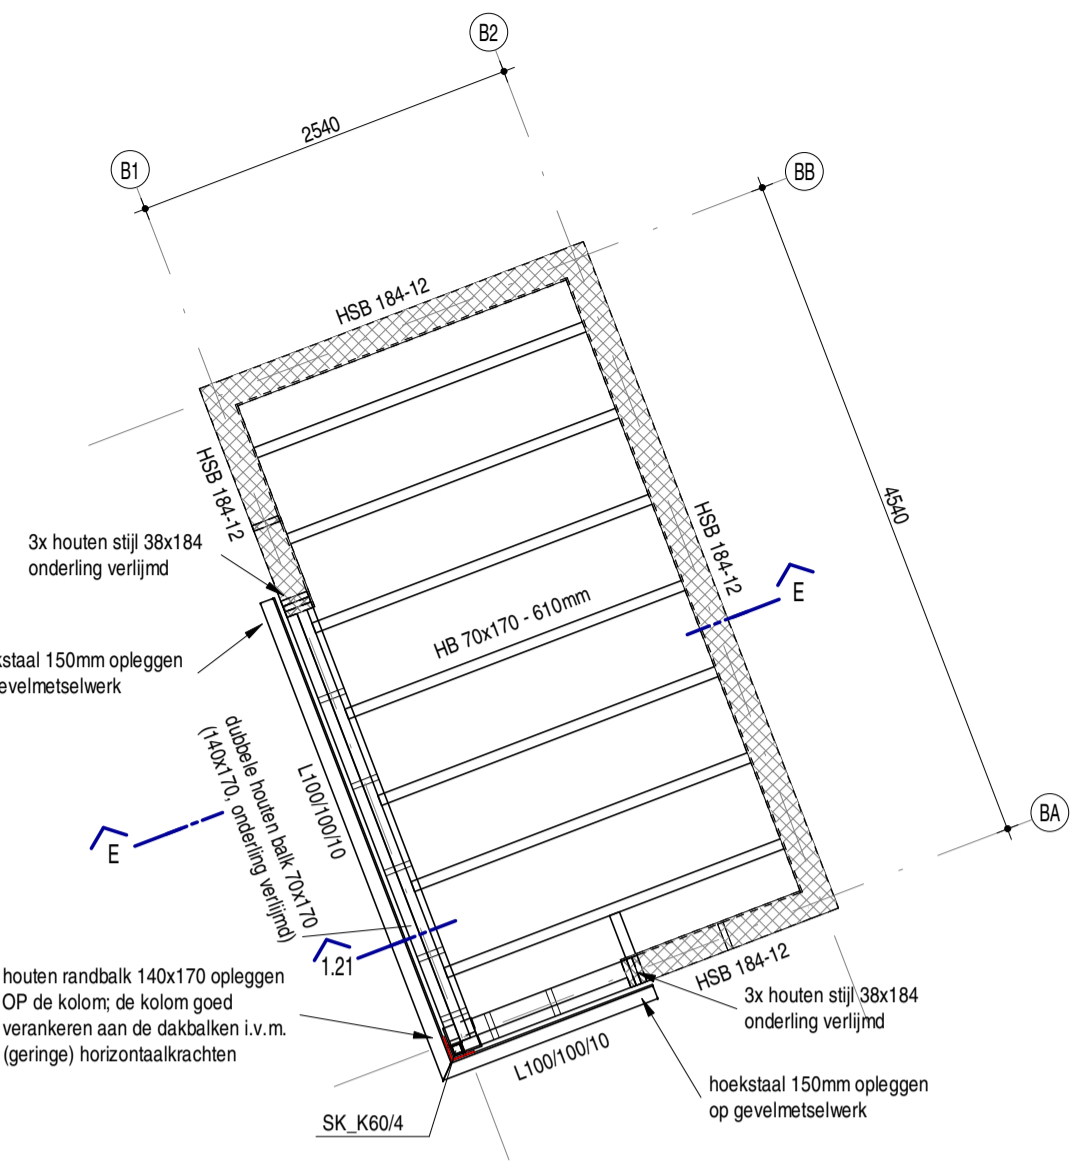 B2
2540
B1
BB
HSB 184-12
HSB 184-12
3x houten stijl 38x184
onderling verlijmd
4540
HSB 184-12
E
HB 70x170 - 610mm
150mm opleggen
dubbele houten balk 70x170
(140x170, onderling verlijmd)
L100/100/10
BA
E
1.21
HSB 184-12
houten randbalk 140x170 opleggen
OP de kolom; de kolom goed
verankeren aan de dakbalken i.v.m.
(geringe) horizontaalkrachten
3x houten stijl 38x184
onderling verlijmd
L100/100/10
hoekstaal 150mm opleggen
op gevelmetselwerk
SK_K60/4